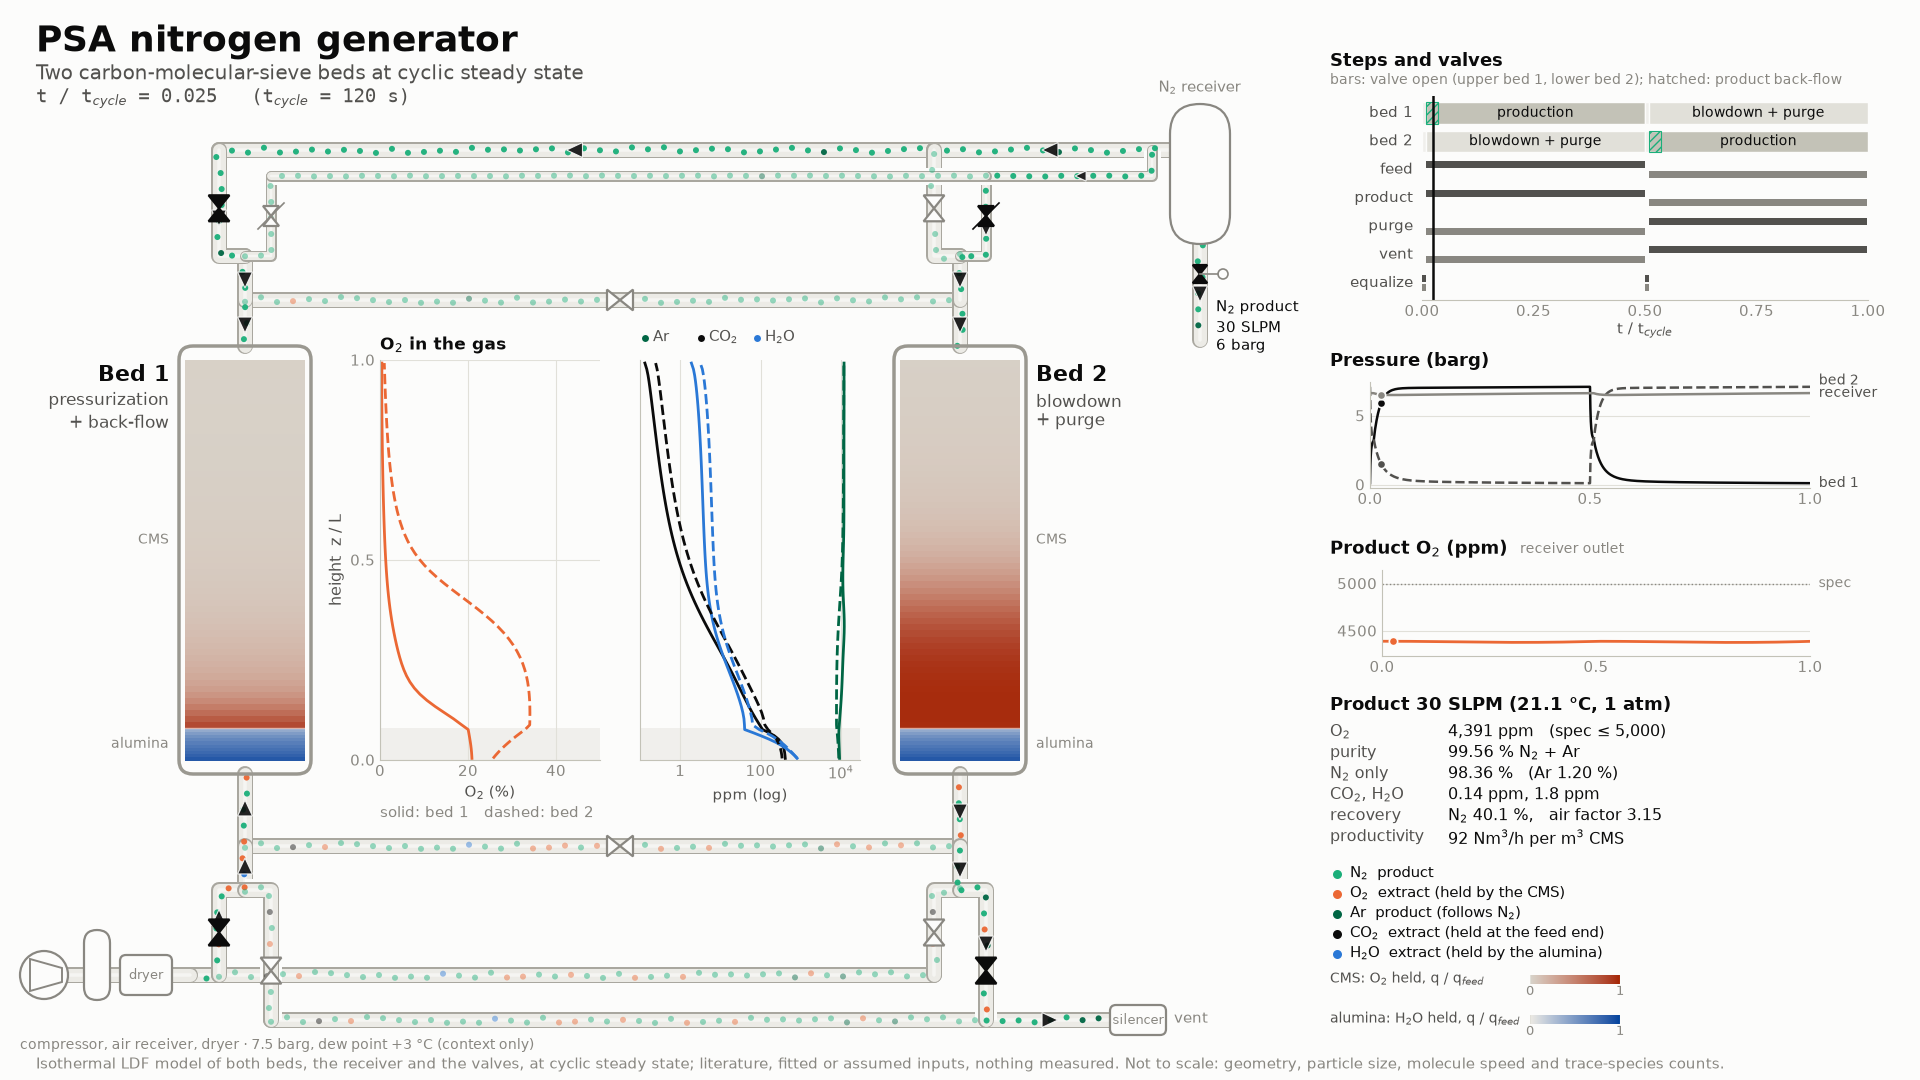 PSA nitrogen generator
Two carbon-molecular-sieve beds at cyclic steady state
t / t_cycle = 0.025 (t_cycle = 120 s)
N₂ receiver
N₂ product
30 SLPM
6 barg
Bed 1
pressurization
+ back-flow
CMS
alumina
O₂ in the gas
1.0
0.5
0.0
height z / L
0
20
40
O₂ (%)
solid: bed 1 dashed: bed 2
Ar
CO₂
H₂O
1
100
10⁴
ppm (log)
Bed 2
blowdown
+ purge
CMS
alumina
dryer
silencer
vent
compressor, air receiver, dryer · 7.5 barg, dew point +3 °C (context only)
Steps and valves
bars: valve open (upper bed 1, lower bed 2); hatched: product back-flow
bed 1
production
blowdown + purge
bed 2
blowdown + purge
production
feed
product
purge
vent
equalize
0.00
0.25
0.50
0.75
1.00
t / t_cycle
Pressure (barg)
5
0
bed 2
receiver
bed 1
0.0
0.5
1.0
Product O₂ (ppm) receiver outlet
5000
spec
4500
0.0
0.5
1.0
Product 30 SLPM (21.1 °C, 1 atm)
O₂ 4,391 ppm (spec ≤ 5,000)
purity 99.56 % N₂ + Ar
N₂ only 98.36 % (Ar 1.20 %)
CO₂, H₂O 0.14 ppm, 1.8 ppm
recovery N₂ 40.1 %, air factor 3.15
productivity 92 Nm³/h per m³ CMS
N₂ product
O₂ extract (held by the CMS)
Ar product (follows N₂)
CO₂ extract (held at the feed end)
H₂O extract (held by the alumina)
CMS: O₂ held, q / q_feed
0
1
alumina: H₂O held, q / q_feed
0
1
Isothermal LDF model of both beds, the receiver and the valves, at cyclic steady state; literature, fitted or assumed inputs, nothing measured. Not to scale: geometry, particle size, molecule speed and trace-species counts.